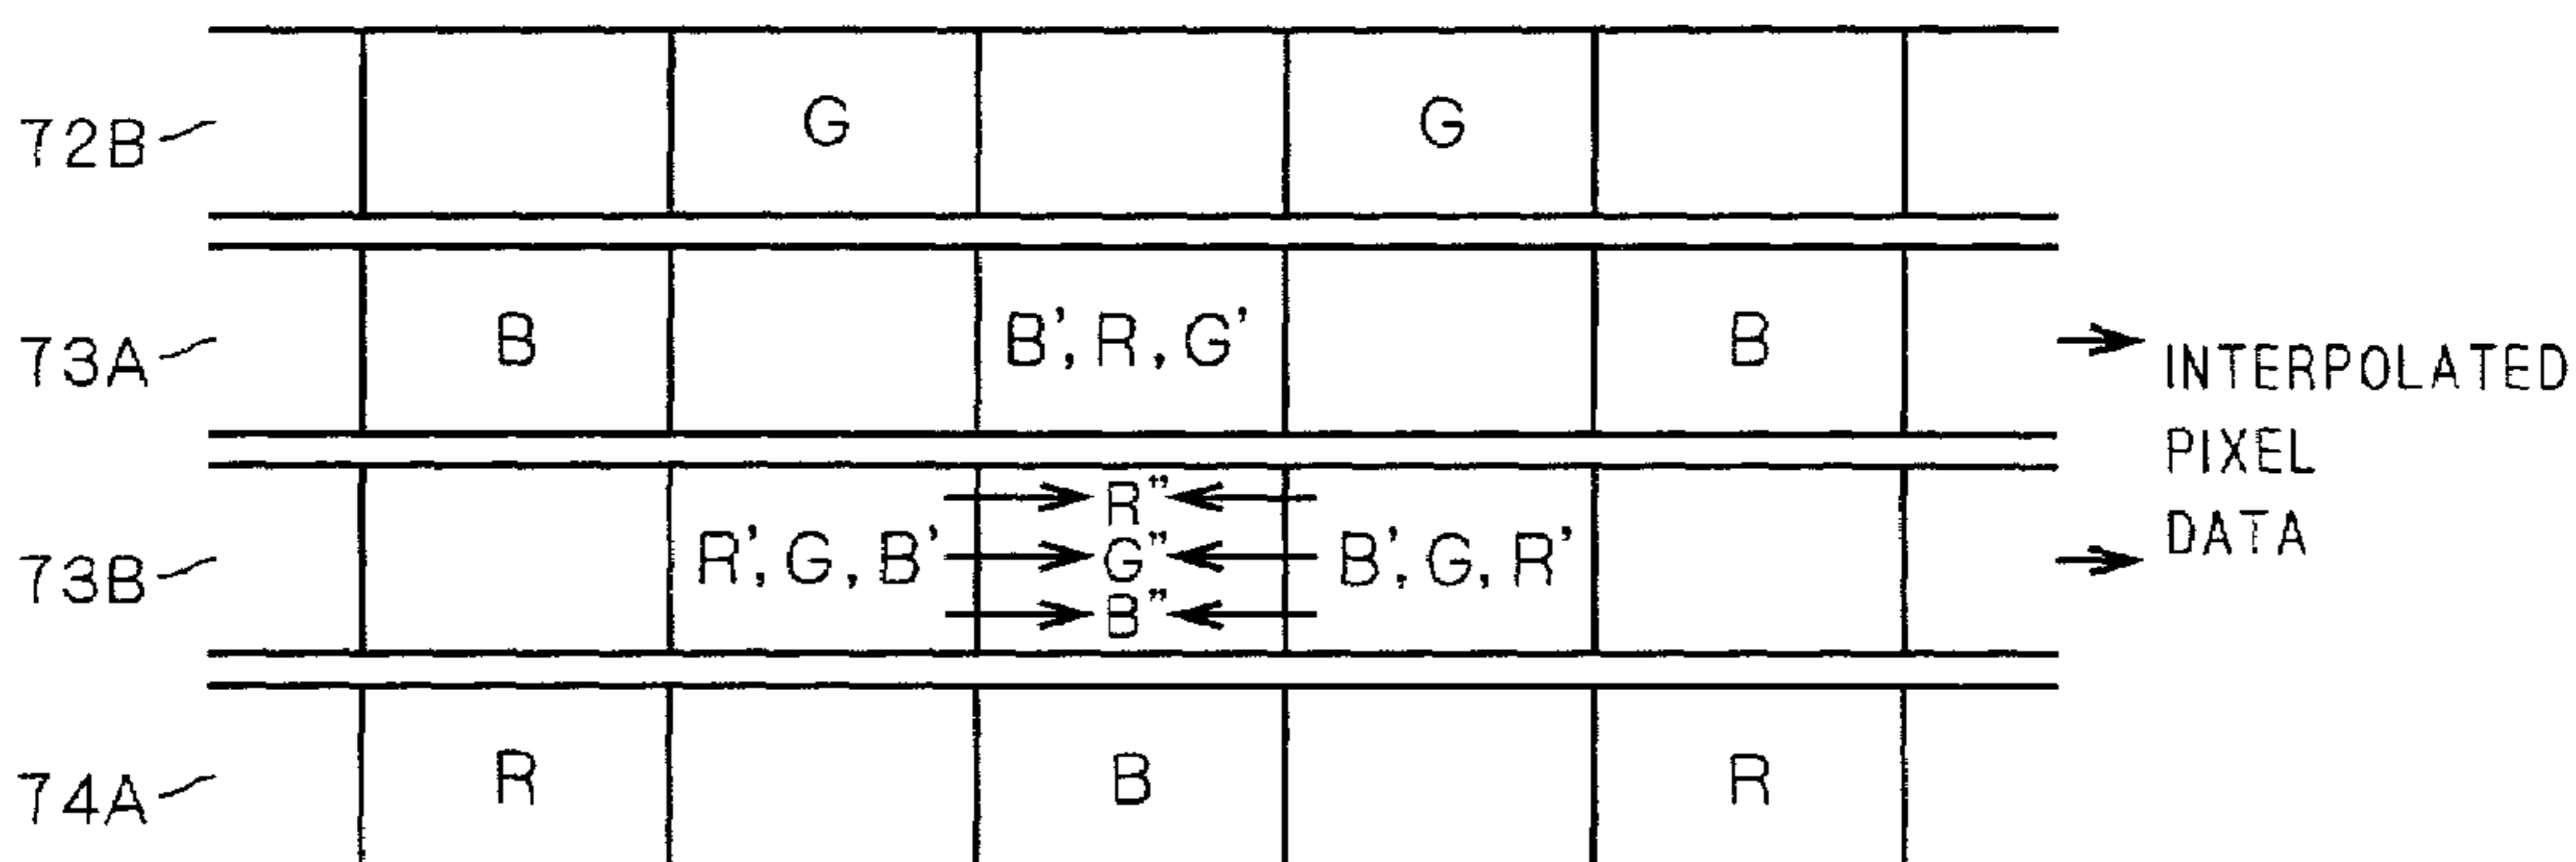 72B G G
73A B B', R, G' B
INTERPOLATED
PIXEL
DATA
73B R', G, B' R" G" B" B', G, R'
74A R B R